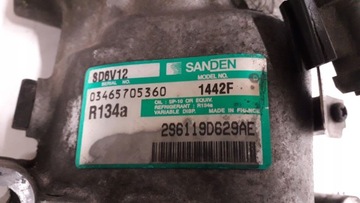 SD6V12
SANDEN
SERIAL NO.
MODEL NO.
03465705360
1442F
OIL : SP-10 OR EQUIV.
REFRIGERANT : R134a
R134a
VARIABLE DISP. MADE IN FRANCE
2S6119D629AE